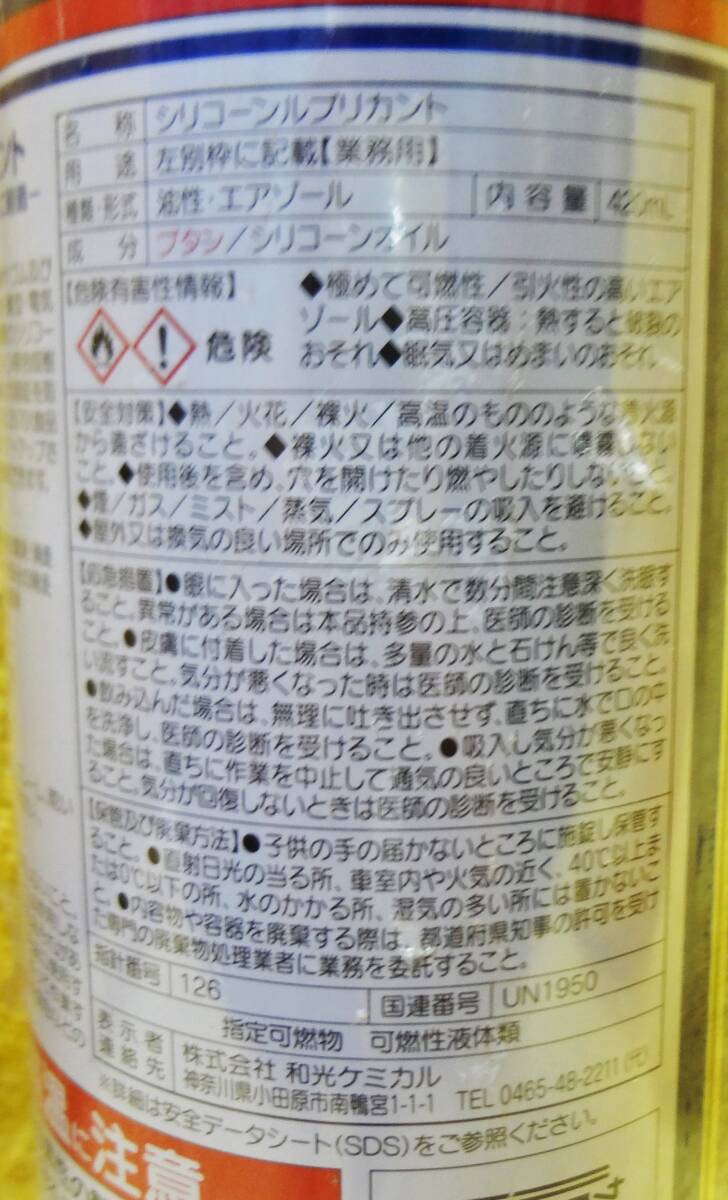 名称 シリコーンルブリカント
用途 左別枠に記載【業務用】
種類・形式 油性・エアゾール 内容量 420mL
成分 ブタン/シリコーンオイル
【危険有害性情報】
危険
◆極めて可燃性/引火性の高いエア
ゾール◆高圧容器:熱すると破裂の
おそれ◆眠気又はめまいのおそれ
【安全対策】◆熱/火花/裸火/高温のもののような着火源
から遠ざけること。◆裸火又は他の着火源に噴霧しない
こと。◆使用後を含め、穴を開けたり燃やしたりしないこと。
◆煙/ガス/ミスト/蒸気/スプレーの吸入を避けること。
◆屋外又は換気の良い場所でのみ使用すること。
【応急措置】●眼に入った場合は、清水で数分間注意深く洗眼す
ること。異常がある場合は本品持参の上、医師の診断を受ける
こと。●皮膚に付着した場合は、多量の水と石けん等で良く洗
い流すこと。気分が悪くなった時は医師の診断を受けること。
●飲み込んだ場合は、無理に吐き出させず、直ちに水で口の中
を洗浄し、医師の診断を受けること。●吸入し気分が悪くなっ
た場合は、直ちに作業を中止して通気の良いところで安静にす
ること。気分が回復しないときは医師の診断を受けること。
【保管及び廃棄方法】●子供の手の届かないところに施錠し保管す
ること。●直射日光の当る所、車室内や火気の近く、40℃以上ま
たは0℃以下の所、水のかかる所、湿気の多い所には置かないこ
と。●内容物や容器を廃棄する際は、都道府県知事の許可を受け
た専門の廃棄物処理業者に業務を委託すること。
指針番号 126 国連番号 UN1950
指定可燃物 可燃性液体類
表示者 株式会社 和光ケミカル
連絡先 神奈川県小田原市南鴨宮1-1-1 TEL 0465-48-2211(代)
※詳細は安全データシート(SDS)をご参照ください。
温に注意